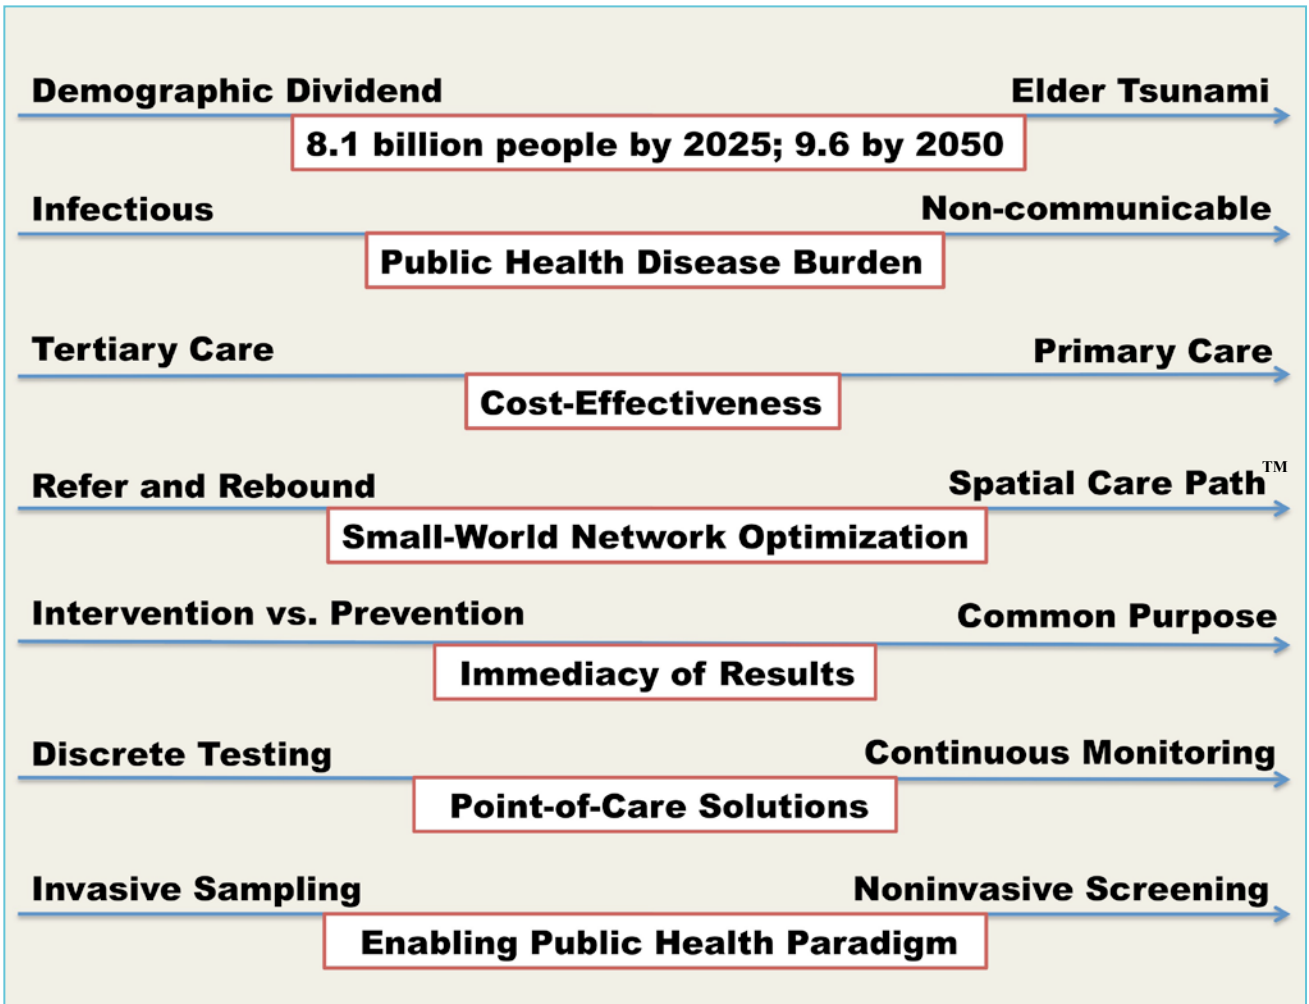 Demographic Dividend
Elder Tsunami
8.1 billion people by 2025; 9.6 by 2050
Infectious
Non-communicable
Public Health Disease Burden
Tertiary Care
Primary Care
Cost-Effectiveness
Refer and Rebound
Spatial Care Path™
Small-World Network Optimization
Intervention vs. Prevention
Common Purpose
Immediacy of Results
Discrete Testing
Continuous Monitoring
Point-of-Care Solutions
Invasive Sampling
Noninvasive Screening
Enabling Public Health Paradigm